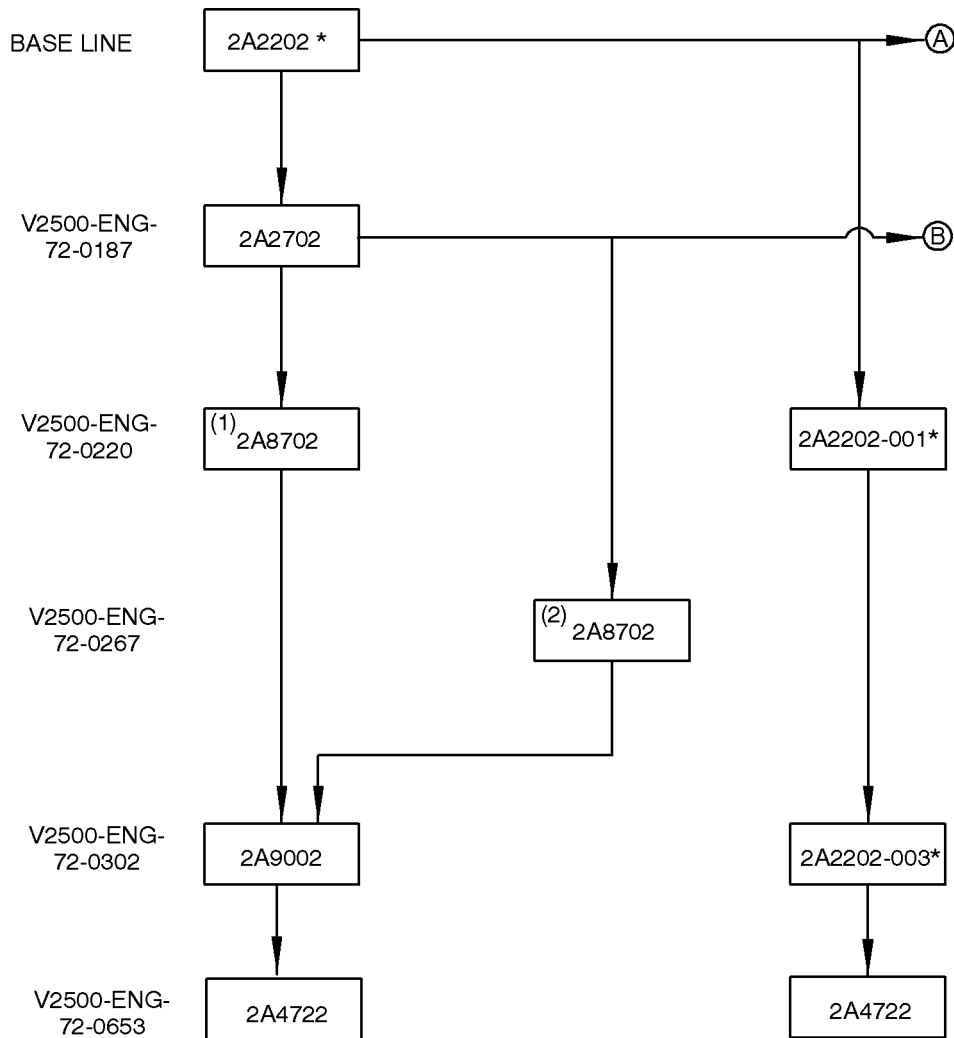 BASE LINE
2A2202 *
A
V2500-ENG-
72-0187
2A2702
B
V2500-ENG-
72-0220
(1)
2A8702
2A2202-001*
V2500-ENG-
72-0267
(2)
2A8702
V2500-ENG-
72-0302
2A9002
2A2202-003*
V2500-ENG-
72-0653
2A4722
2A4722